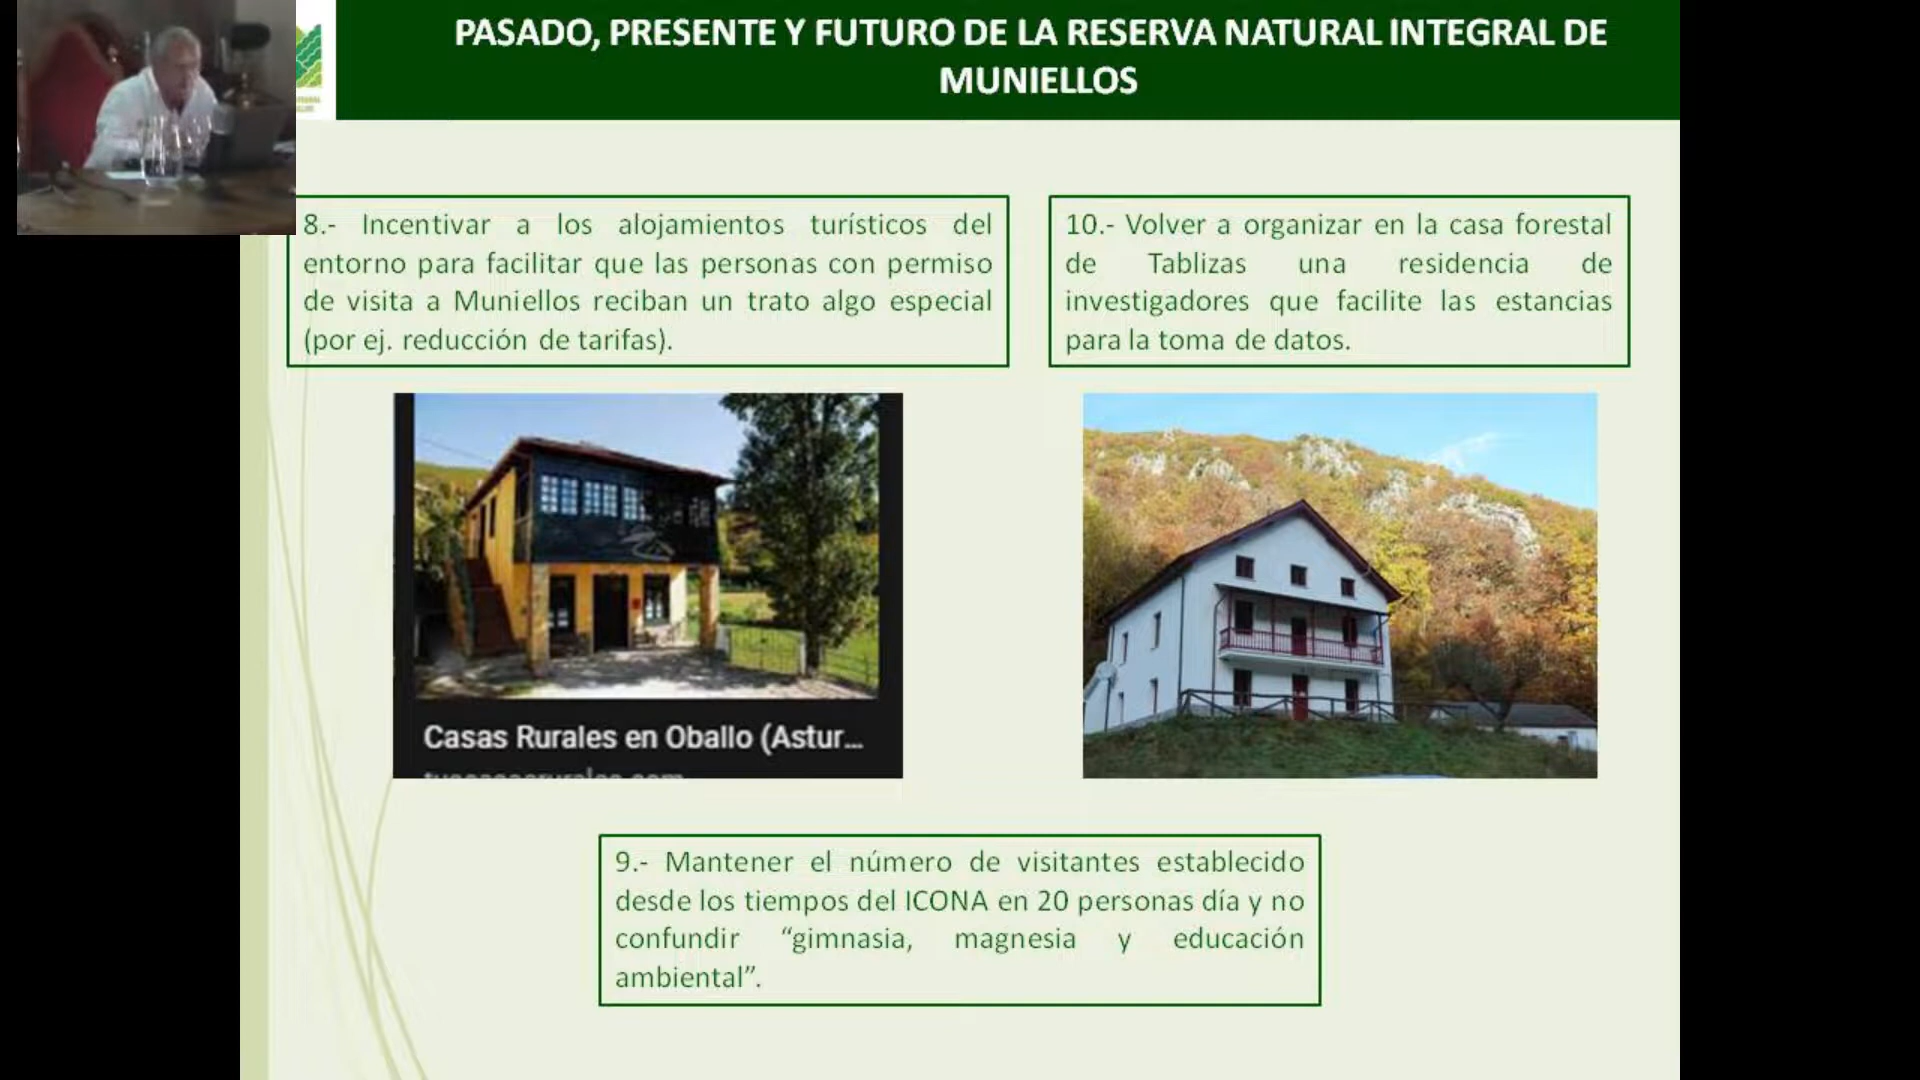 PASADO, PRESENTE Y FUTURO DE LA RESERVA NATURAL INTEGRAL DE
MUNIELLOS
8.- Incentivar a los alojamientos turísticos del
entorno para facilitar que las personas con permiso
de visita a Muniellos reciban un trato algo especial
(por ej. reducción de tarifas).
10.- Volver a organizar en la casa forestal
de Tablizas una residencia de
investigadores que facilite las estancias
para la toma de datos.
Casas Rurales en Oballo (Astur...
9.- Mantener el número de visitantes establecido
desde los tiempos del ICONA en 20 personas día y no
confundir “gimnasia, magnesia y educación
ambiental”.